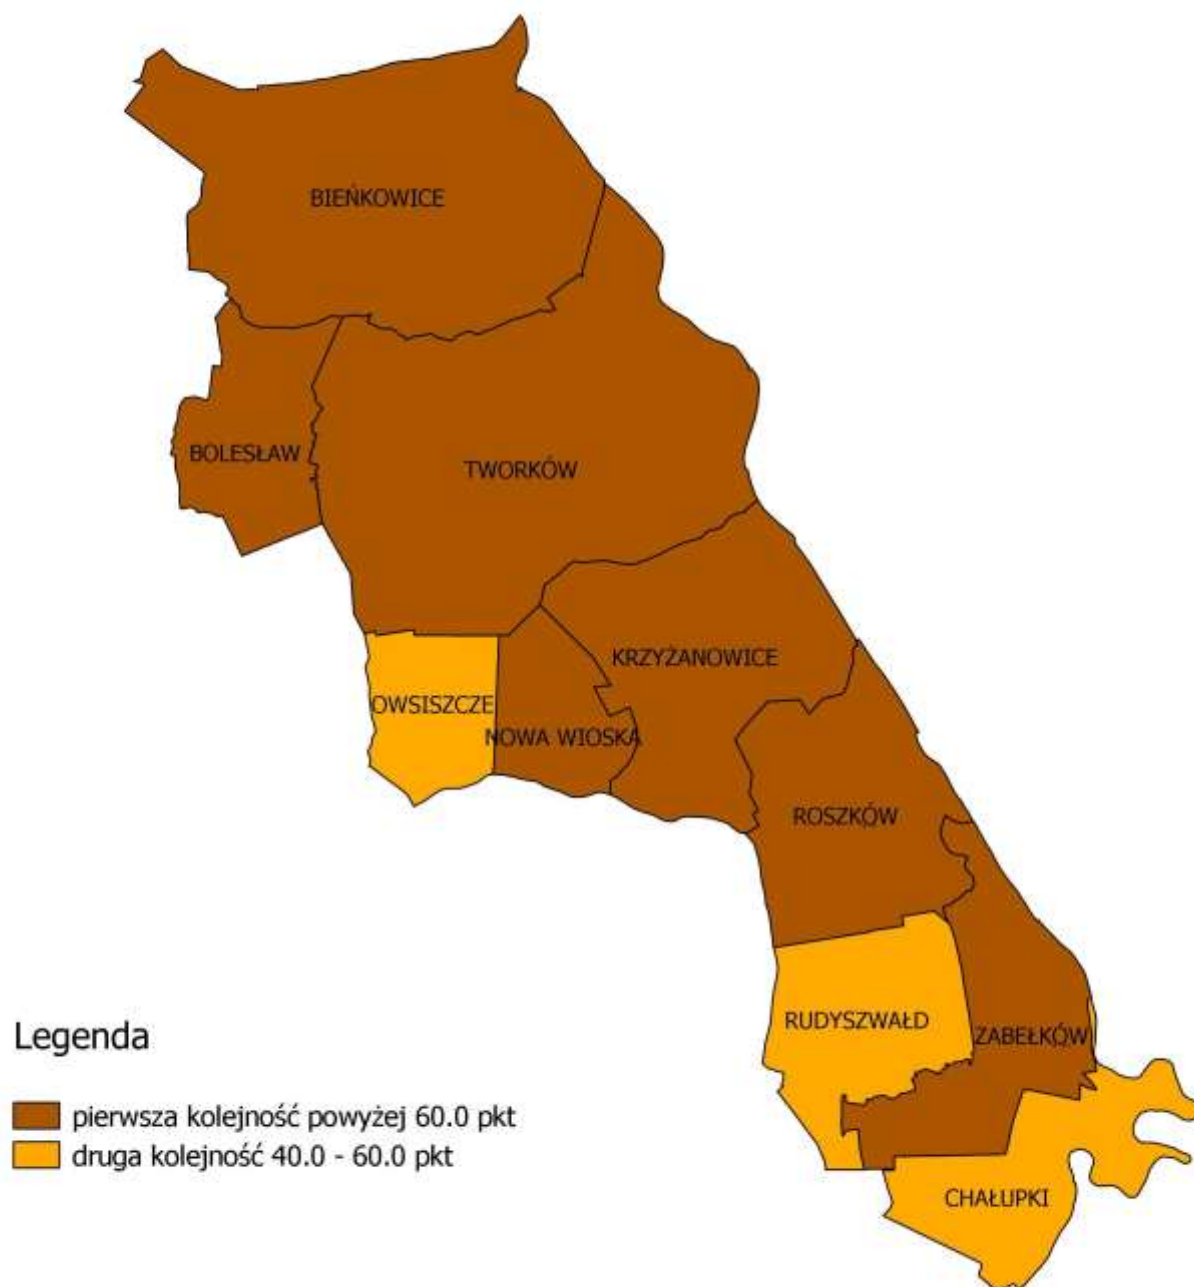 BIEŃKOWICE
BOLESŁAW
TWORKÓW
KRZYŻANOWICE
OWSISZCZE
NOWA WIOSKA
ROSZKÓW
RUDYSZWAŁD
ZABEŁKÓW
CHAŁUPKI
Legenda
pierwsza kolejność powyżej 60.0 pkt
druga kolejność 40.0 - 60.0 pkt